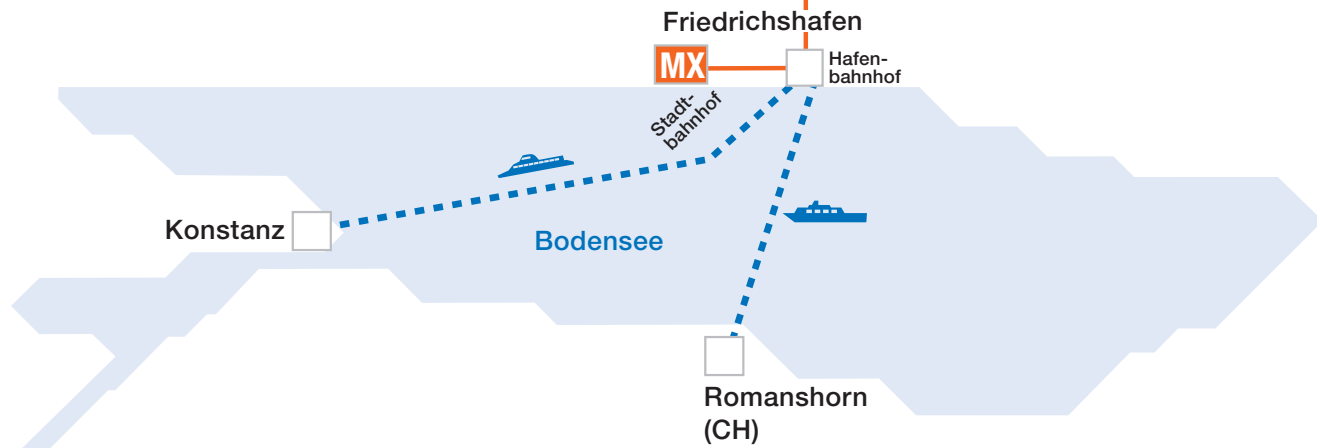 Friedrichshafen
MX
Hafen-
bahnhof
Stadt-
bahnhof
Konstanz
Bodensee
Romanshorn
(CH)